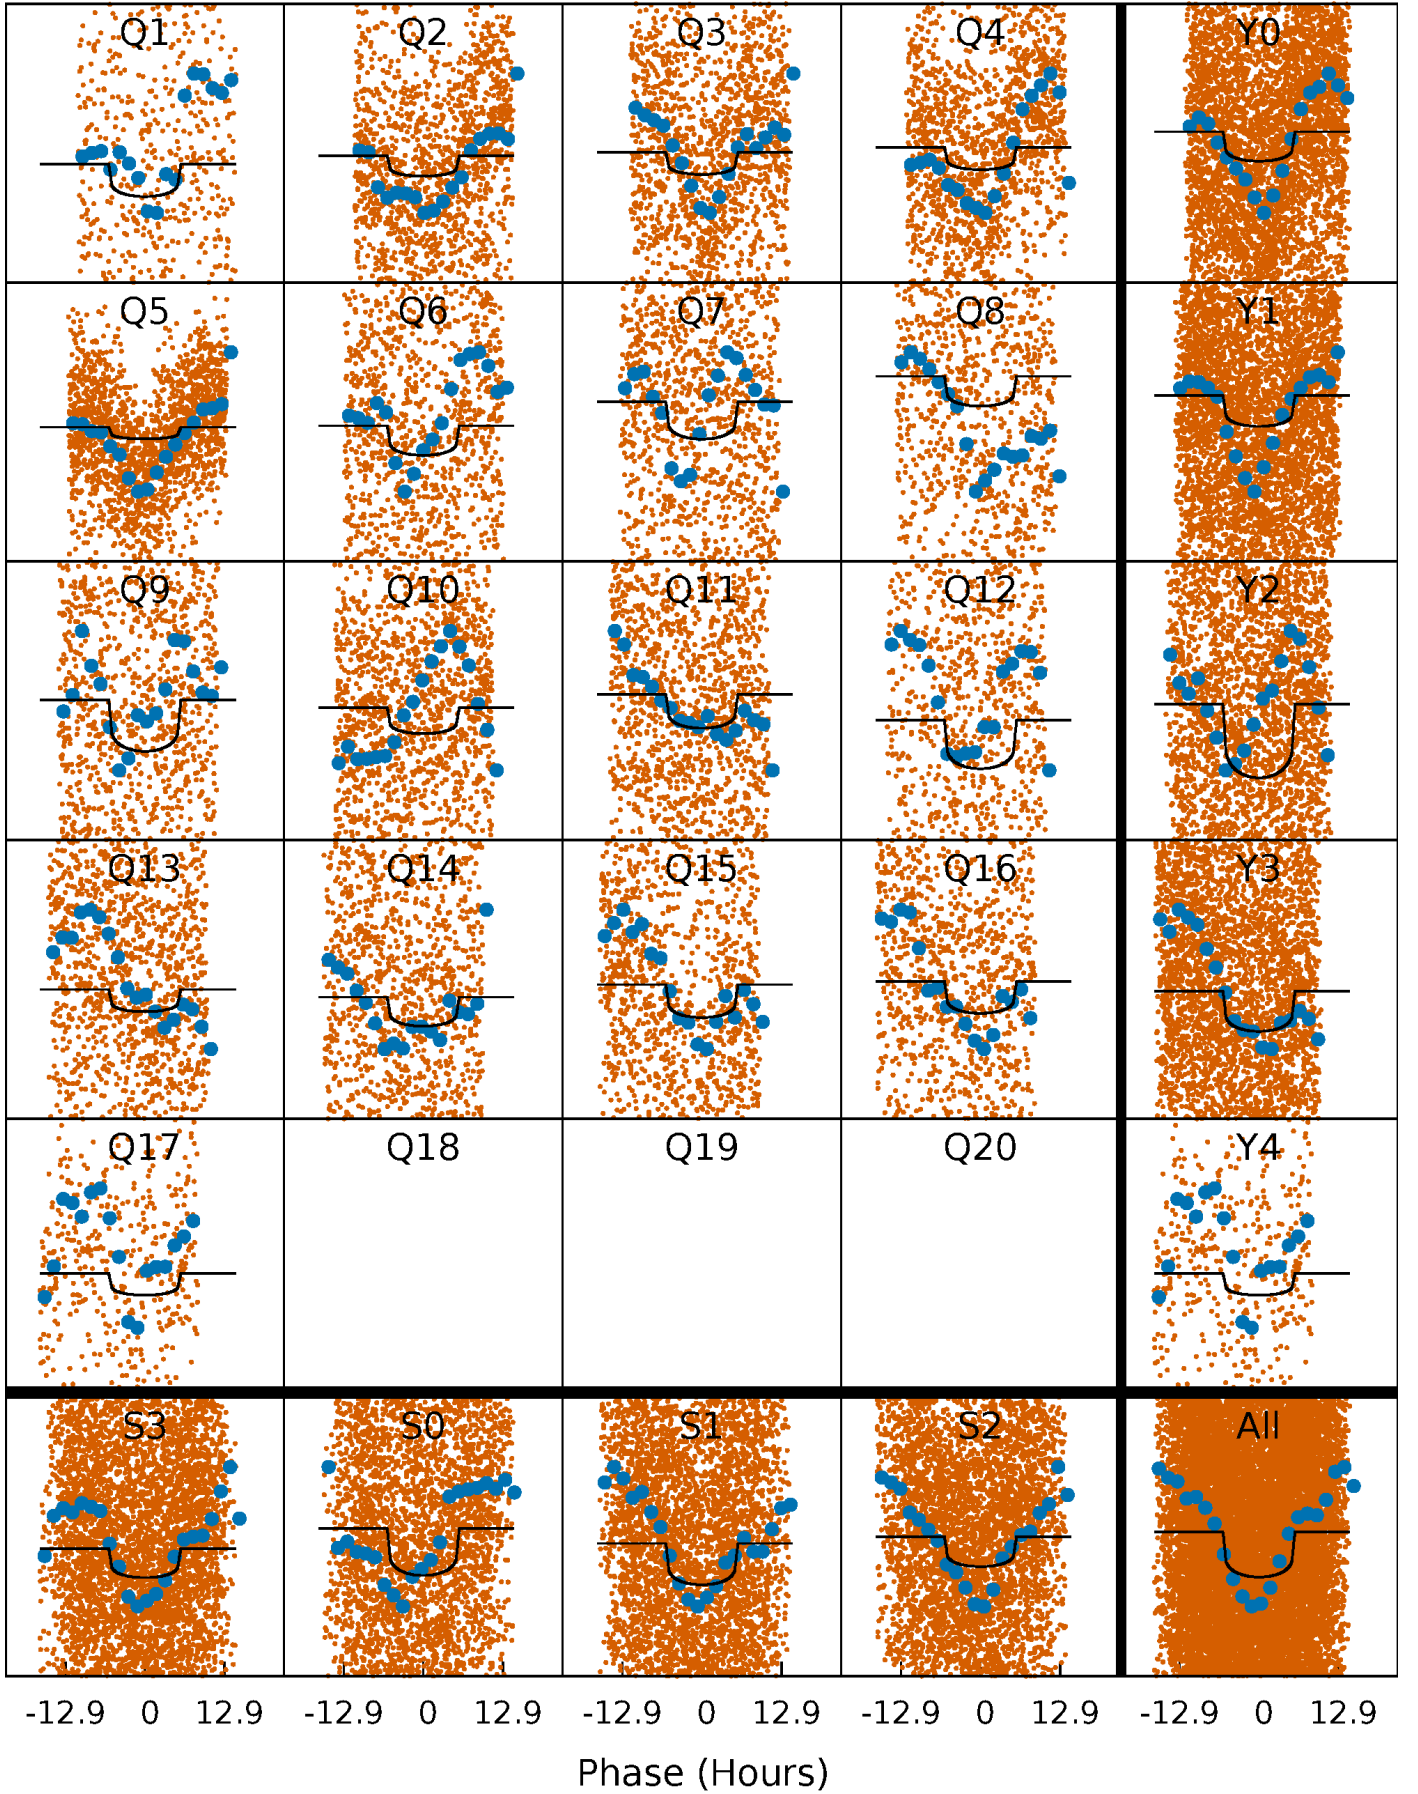 Q1 Q2 Q3 Q4 Y0
Q5 Q6 Q7 Q8 Y1
Q9 Q10 Q11 Q12 Y2
Q13 Q14 Q15 Q16 Y3
Q17 Q18 Q19 Q20 Y4
S3 S0 S1 S2 All
-12.9 0 12.9 -12.9 0 12.9 -12.9 0 12.9 -12.9 0 12.9 -12.9 0 12.9
Phase (Hours)